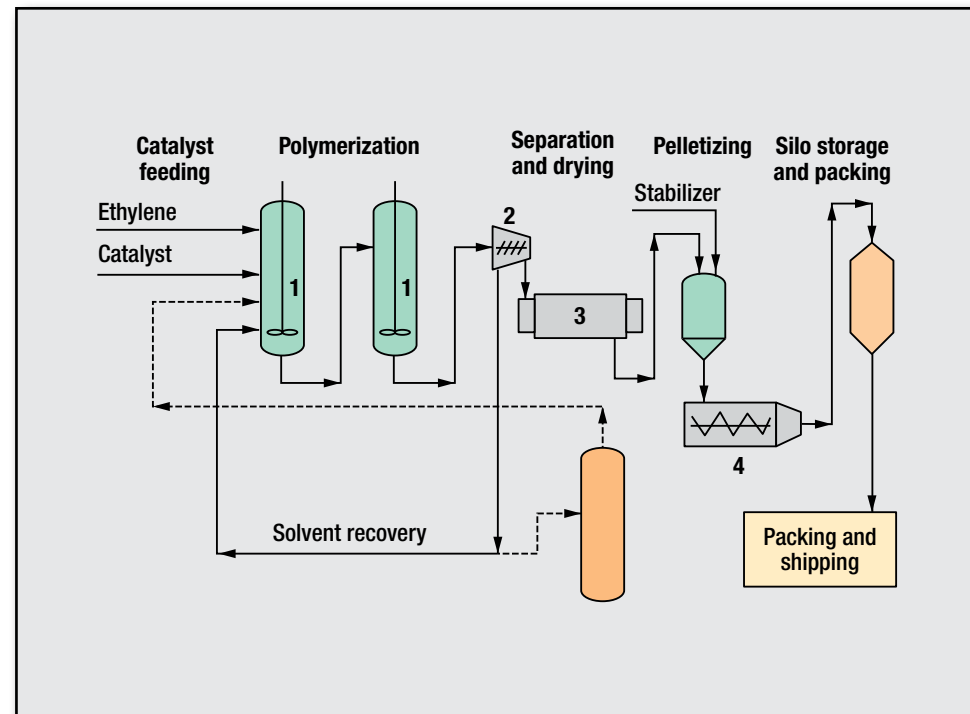 Catalyst
feeding
Polymerization
Separation
and drying
Pelletizing
Silo storage
and packing
Ethylene
Catalyst
Stabilizer
1
1
2
3
4
Solvent recovery
Packing and
shipping